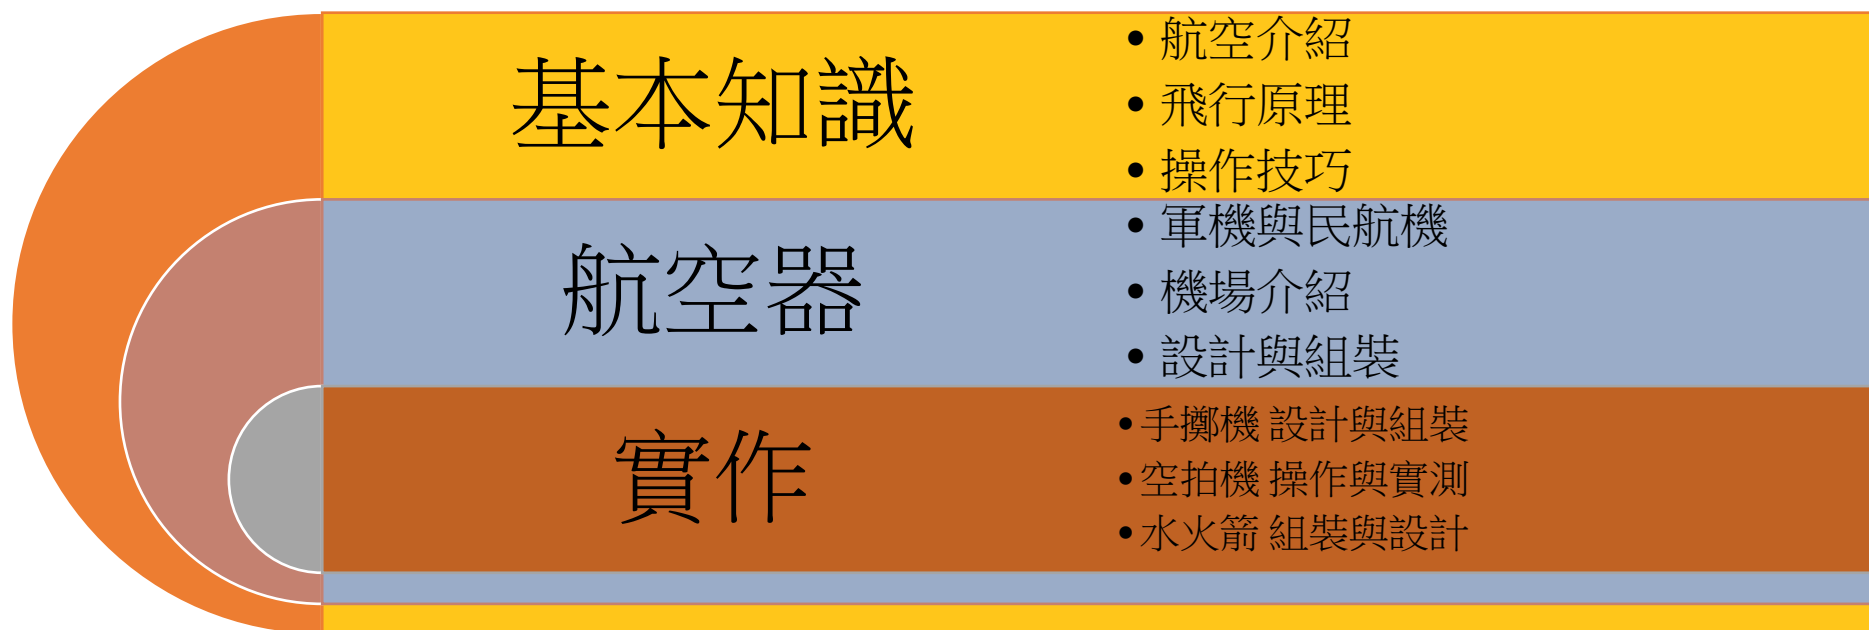 基本知識
• 航空介紹
• 飛行原理
• 操作技巧
航空器
• 軍機與民航機
• 機場介紹
• 設計與組裝
實作
• 手擲機 設計與組裝
• 空拍機 操作與實測
• 水火箭 組裝與設計